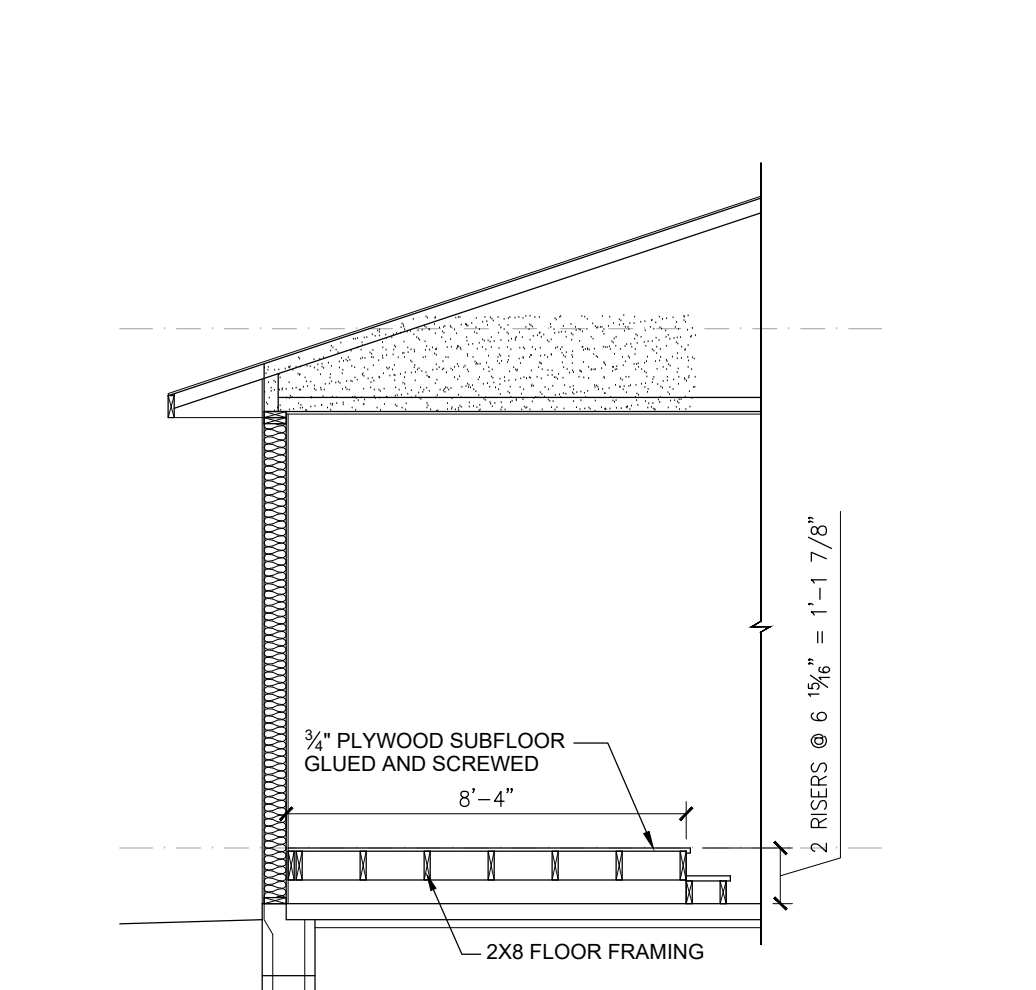 ¾" PLYWOOD SUBFLOOR
GLUED AND SCREWED
8'-4"
2 RISERS @ 6 15⁄16" = 1'-1 7/8"
2X8 FLOOR FRAMING